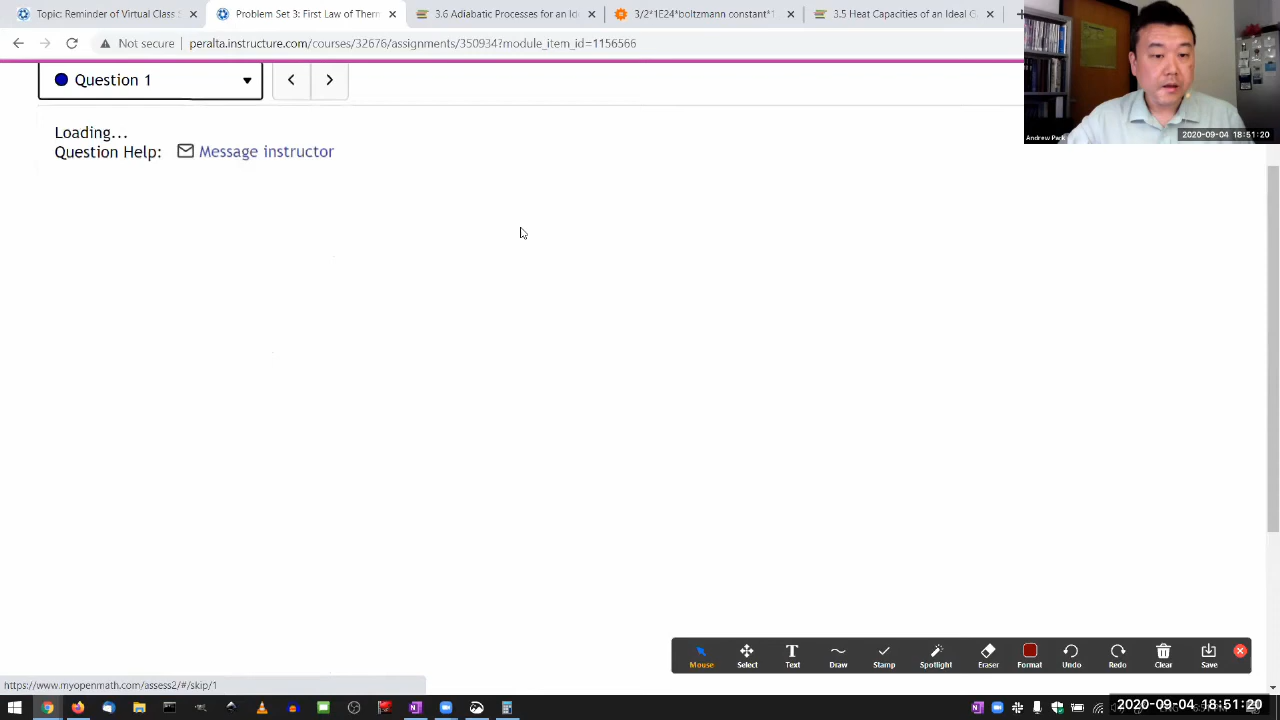 Topic: Reminder of Virtual Class
Problem Set 3: First Law of Therm
3.6 Adiabatic Processes for an Id
3/2*1E24*boltzmann constant*1
3.5 Heat Capacities of an Ideal G
Not secure
peralta.instructure.com/courses/32676/assignments/350934?module_item_id=1156566
Question 1
Loading...
Question Help: Message instructor
Andrew Park
2020-09-04 18:51:20
Mouse
Select
Text
Draw
Stamp
Spotlight
Eraser
Format
Undo
Redo
Clear
Save
https://www.myopenmath.com/assess2/#/skip/1
2020-09-04 18:51:20